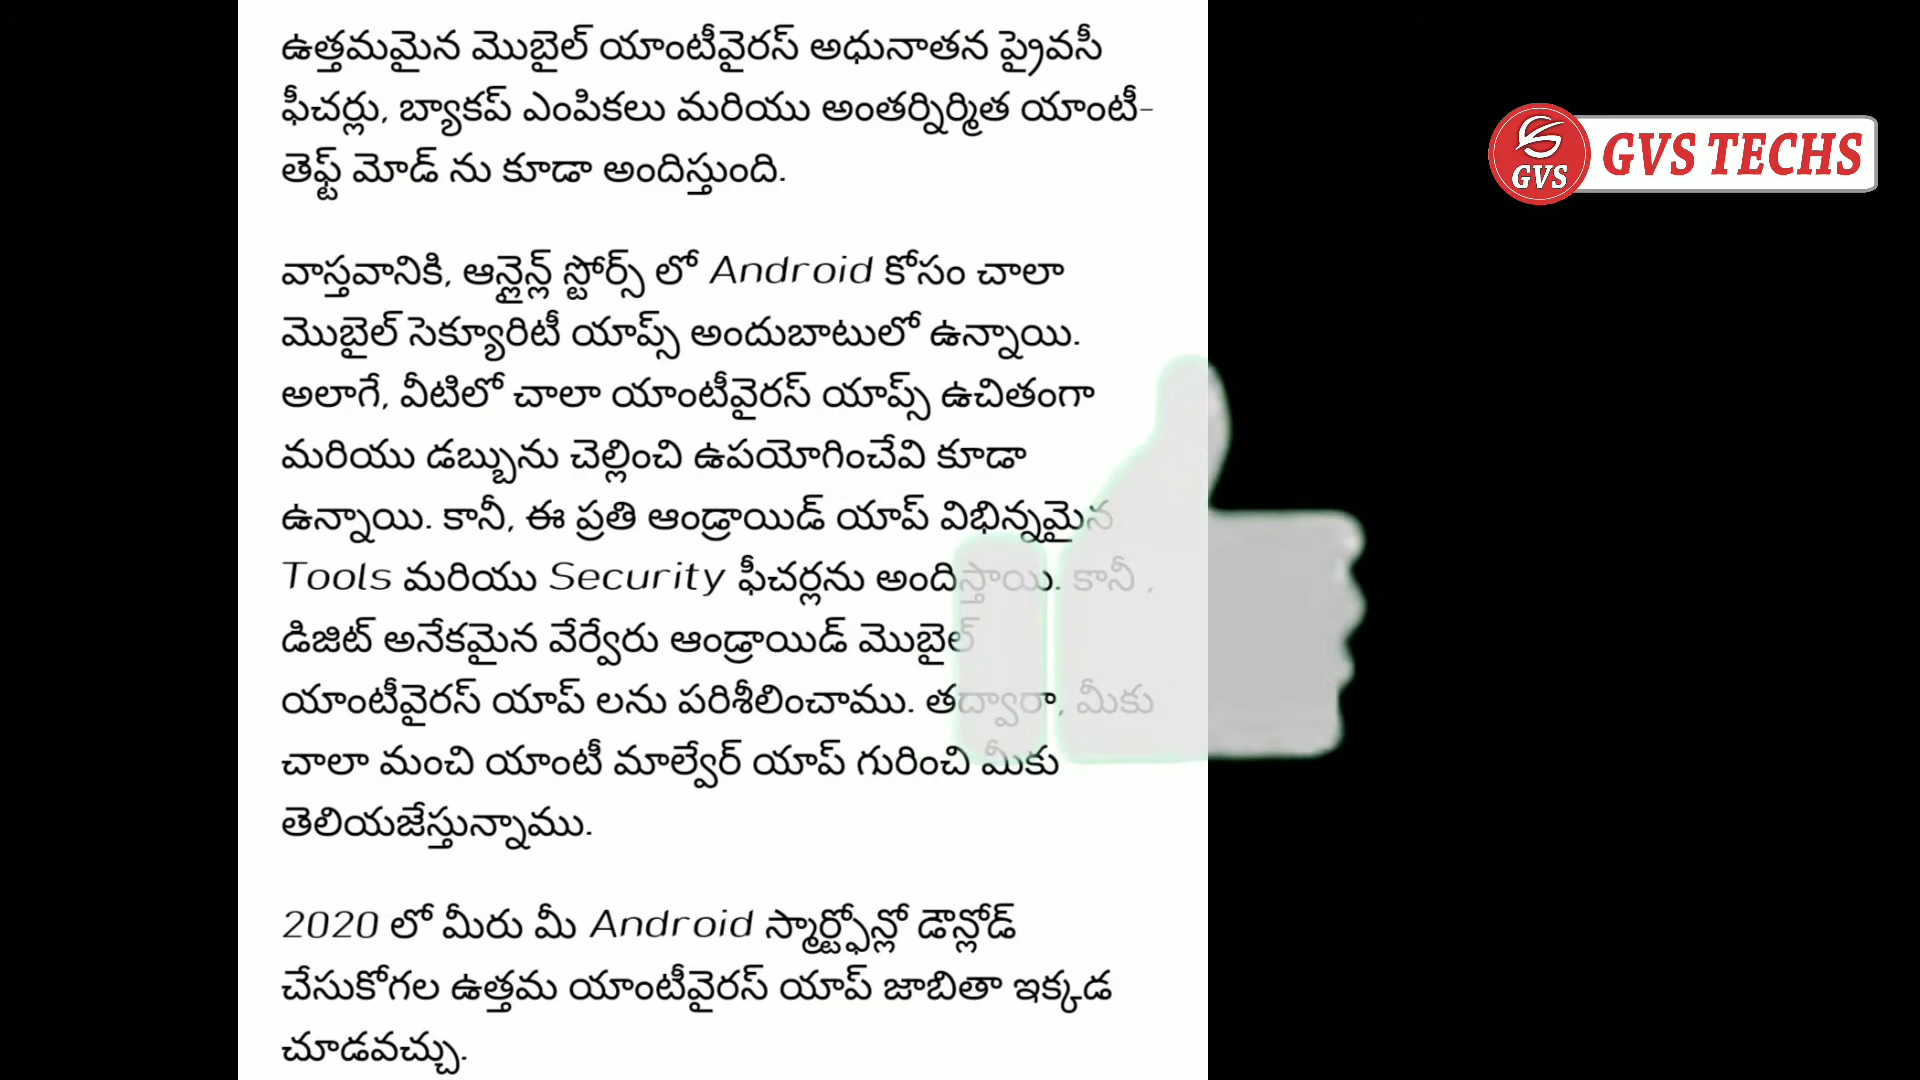 ఉత్తమమైన మొబైల్ యాంటీవైరస్ అధునాతన ప్రైవసీ
ఫీచర్లు, బ్యాకప్ ఎంపికలు మరియు అంతర్నిర్మిత యాంటీ-
తెఫ్ట్ మోడ్ ను కూడా అందిస్తుంది.
వాస్తవానికి, ఆన్లైన్ స్టోర్స్ లో Android కోసం చాలా
మొబైల్ సెక్యూరిటీ యాప్స్ అందుబాటులో ఉన్నాయి.
అలాగే, వీటిలో చాలా యాంటీవైరస్ యాప్స్ ఉచితంగా
మరియు డబ్బును చెల్లించి ఉపయోగించేవి కూడా
ఉన్నాయి. కానీ, ఈ ప్రతి ఆండ్రాయిడ్ యాప్ విభిన్నమైన
Tools మరియు Security ఫీచర్లను అందిస్తాయి. కానీ ,
డిజిట్ అనేకమైన వేర్వేరు ఆండ్రాయిడ్ మొబైల్
యాంటీవైరస్ యాప్ లను పరిశీలించాము. తద్వారా, మీకు
చాలా మంచి యాంటీ మాల్వేర్ యాప్ గురించి మీకు
తెలియజేస్తున్నాము.
2020 లో మీరు మీ Android స్మార్ట్ఫోన్లో డౌన్లోడ్
చేసుకోగల ఉత్తమ యాంటీవైరస్ యాప్ జాబితా ఇక్కడ
చూడవచ్చు.
GVS
GVS TECHS